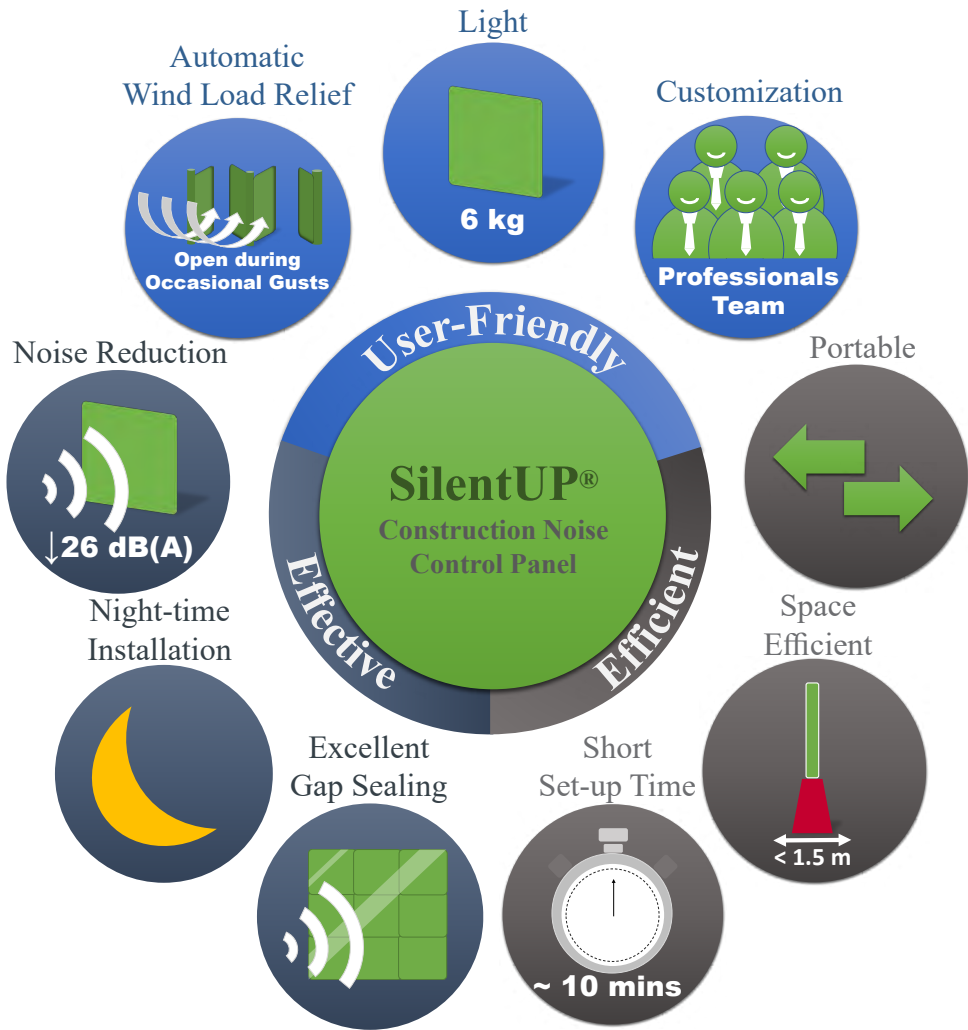 Light
Automatic
Wind Load Relief
Customization
6 kg
Open during
Occasional Gusts
Professionals
Team
User-Friendly
Noise Reduction
Portable
SilentUP®
Construction Noise
Control Panel
↓26 dB(A)
Effective
Efficient
Night-time
Installation
Space
Efficient
Excellent
Gap Sealing
Short
Set-up Time
< 1.5 m
~ 10 mins